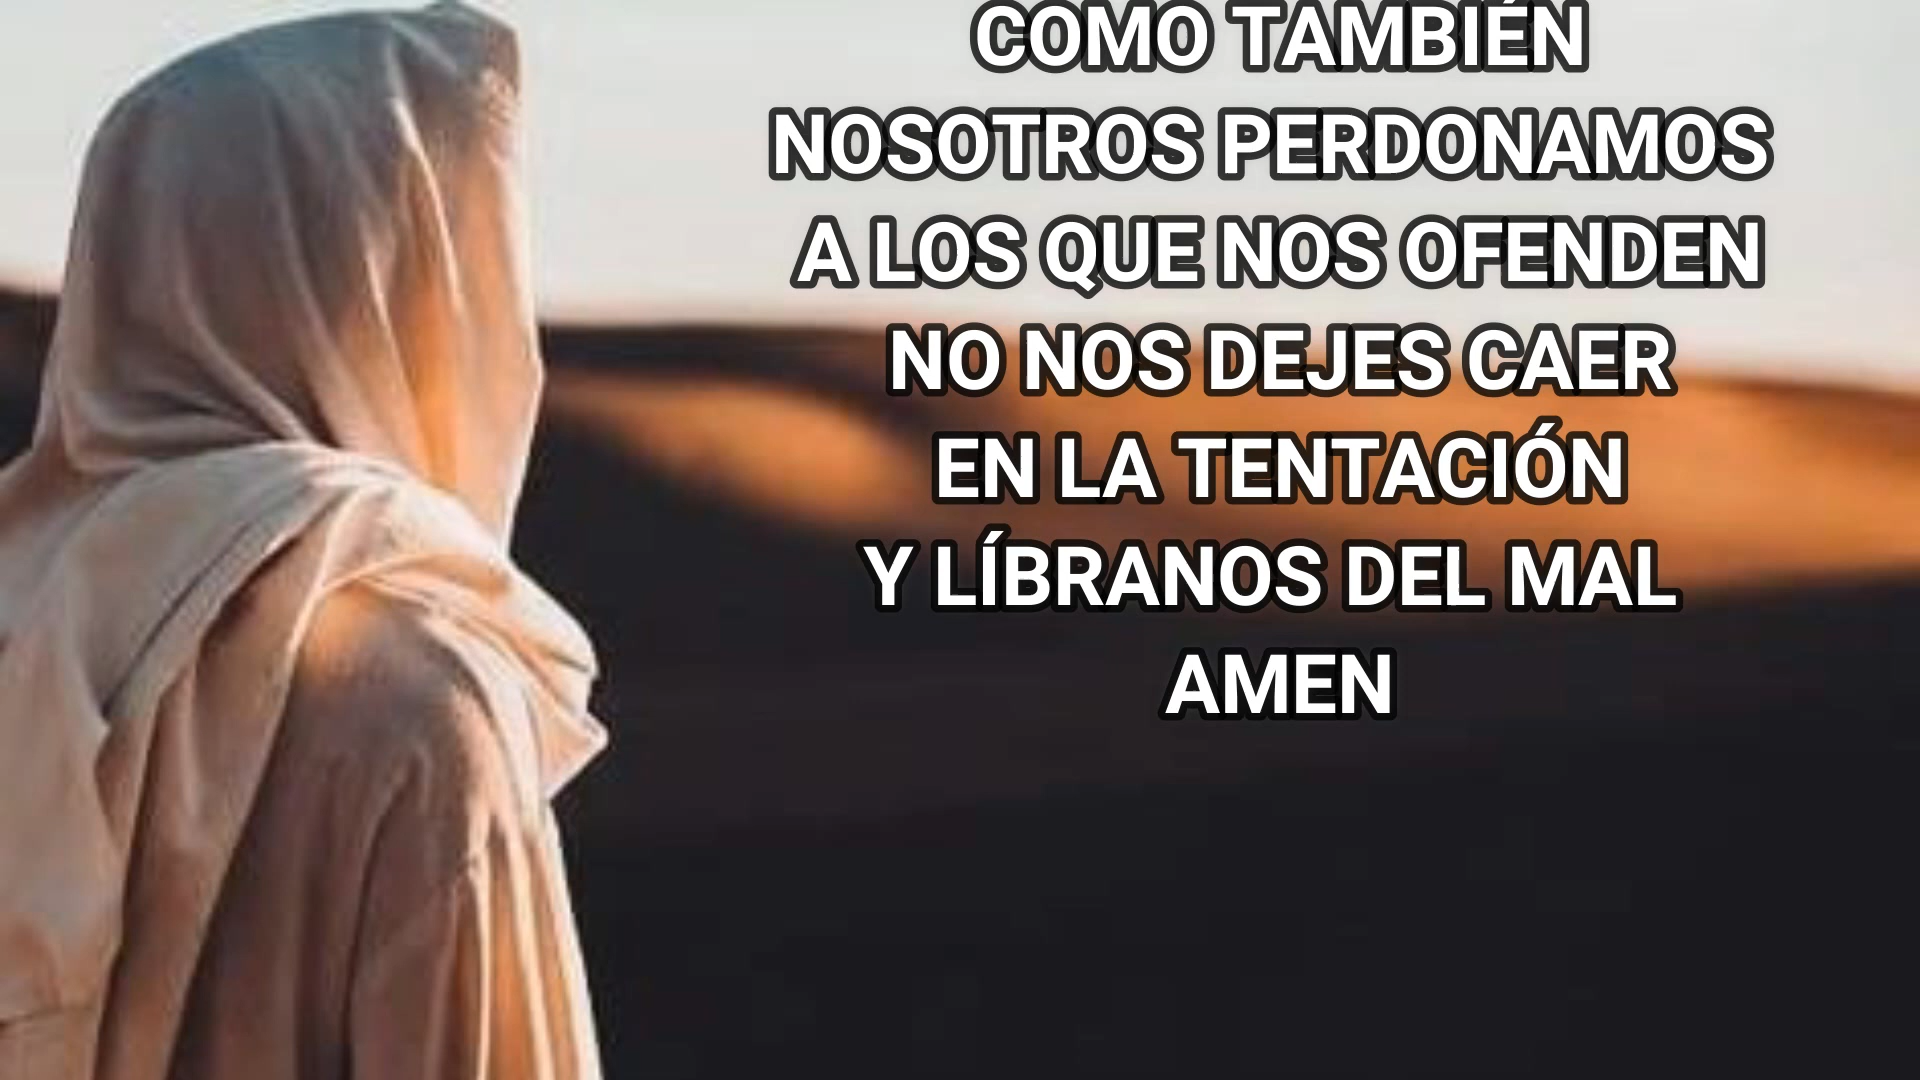 COMO TAMBIÉN
NOSOTROS PERDONAMOS
A LOS QUE NOS OFENDEN
NO NOS DEJES CAER
EN LA TENTACIÓN
Y LÍBRANOS DEL MAL
AMEN